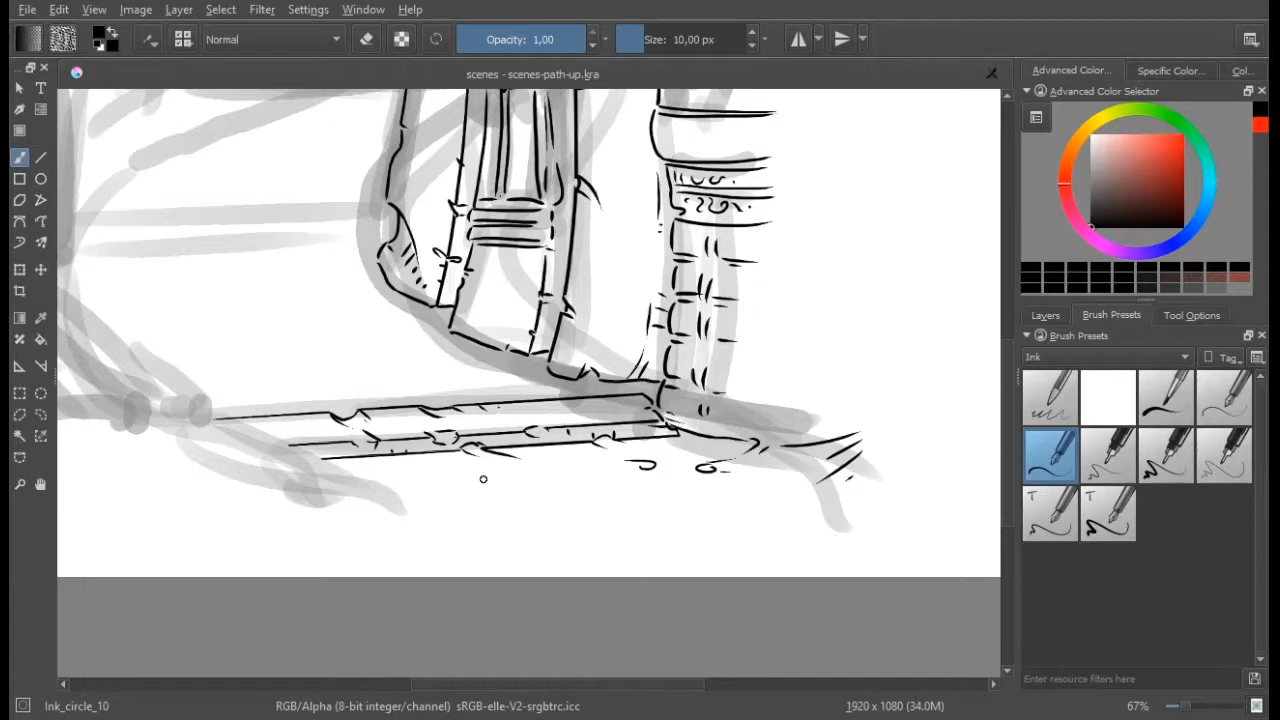 File Edit View Image Layer Select Filter Settings Window Help
Normal Opacity: 1,00 Size: 10,00 px
scenes - scenes-path-up.kra
Advanced Color... Specific Color... Col...
Advanced Color Selector
Layers Brush Presets Tool Options
Brush Presets
Ink Tag
T T
Enter resource filters here
Ink_circle_10 RGB/Alpha (8-bit integer/channel) sRGB-elle-V2-srgbtrc.icc 1920 x 1080 (34.0M) 67%